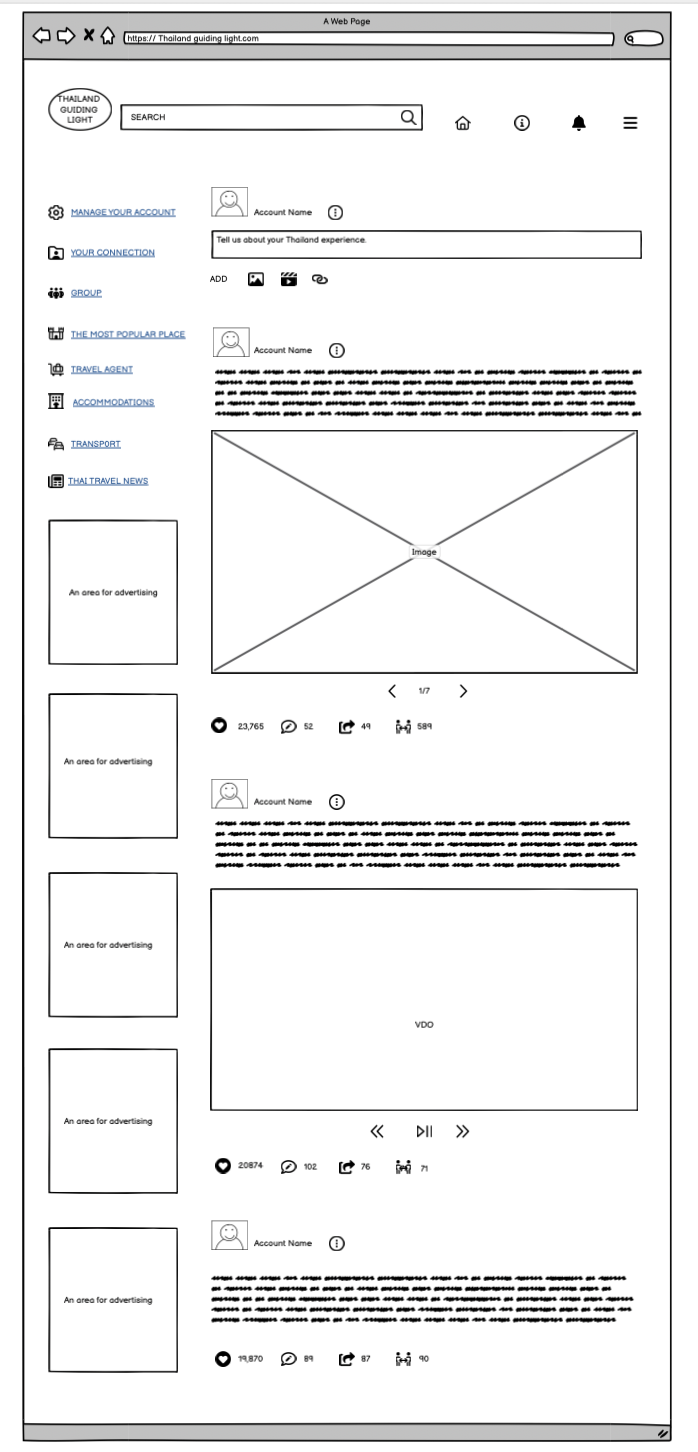 A Web Page
https:// Thailand guiding light.com
THAILAND
GUIDING
LIGHT
SEARCH
MANAGE YOUR ACCOUNT
YOUR CONNECTION
GROUP
THE MOST POPULAR PLACE
TRAVEL AGENT
ACCOMMODATIONS
TRANSPORT
THAI TRAVEL NEWS
An area for advertising
An area for advertising
An area for advertising
An area for advertising
An area for advertising
Account Name
Tell us about your Thailand experience.
ADD
Account Name
Image
1/7
23,765 52 49 589
Account Name
VDO
20874 102 76 71
Account Name
19,870 89 87 90